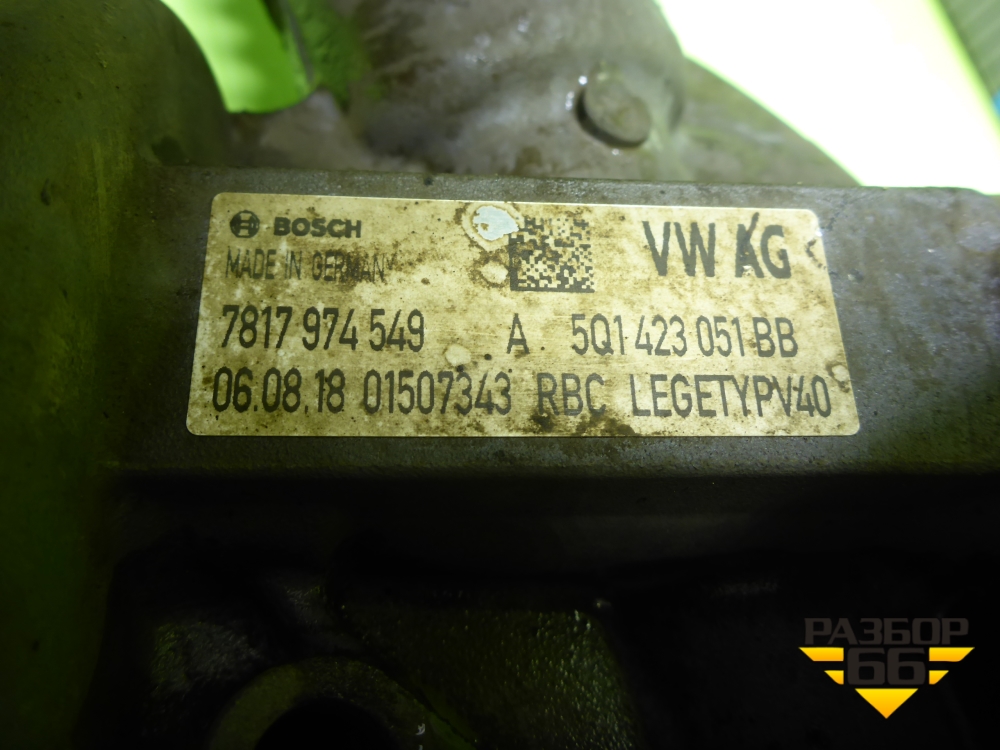 BOSCH
MADE IN GERMANY
VW AG
7817 974 549 A 5Q1 423 051 BB
06.08.18 01507343 RBC LEGETYPV40
РАЗБОР
66